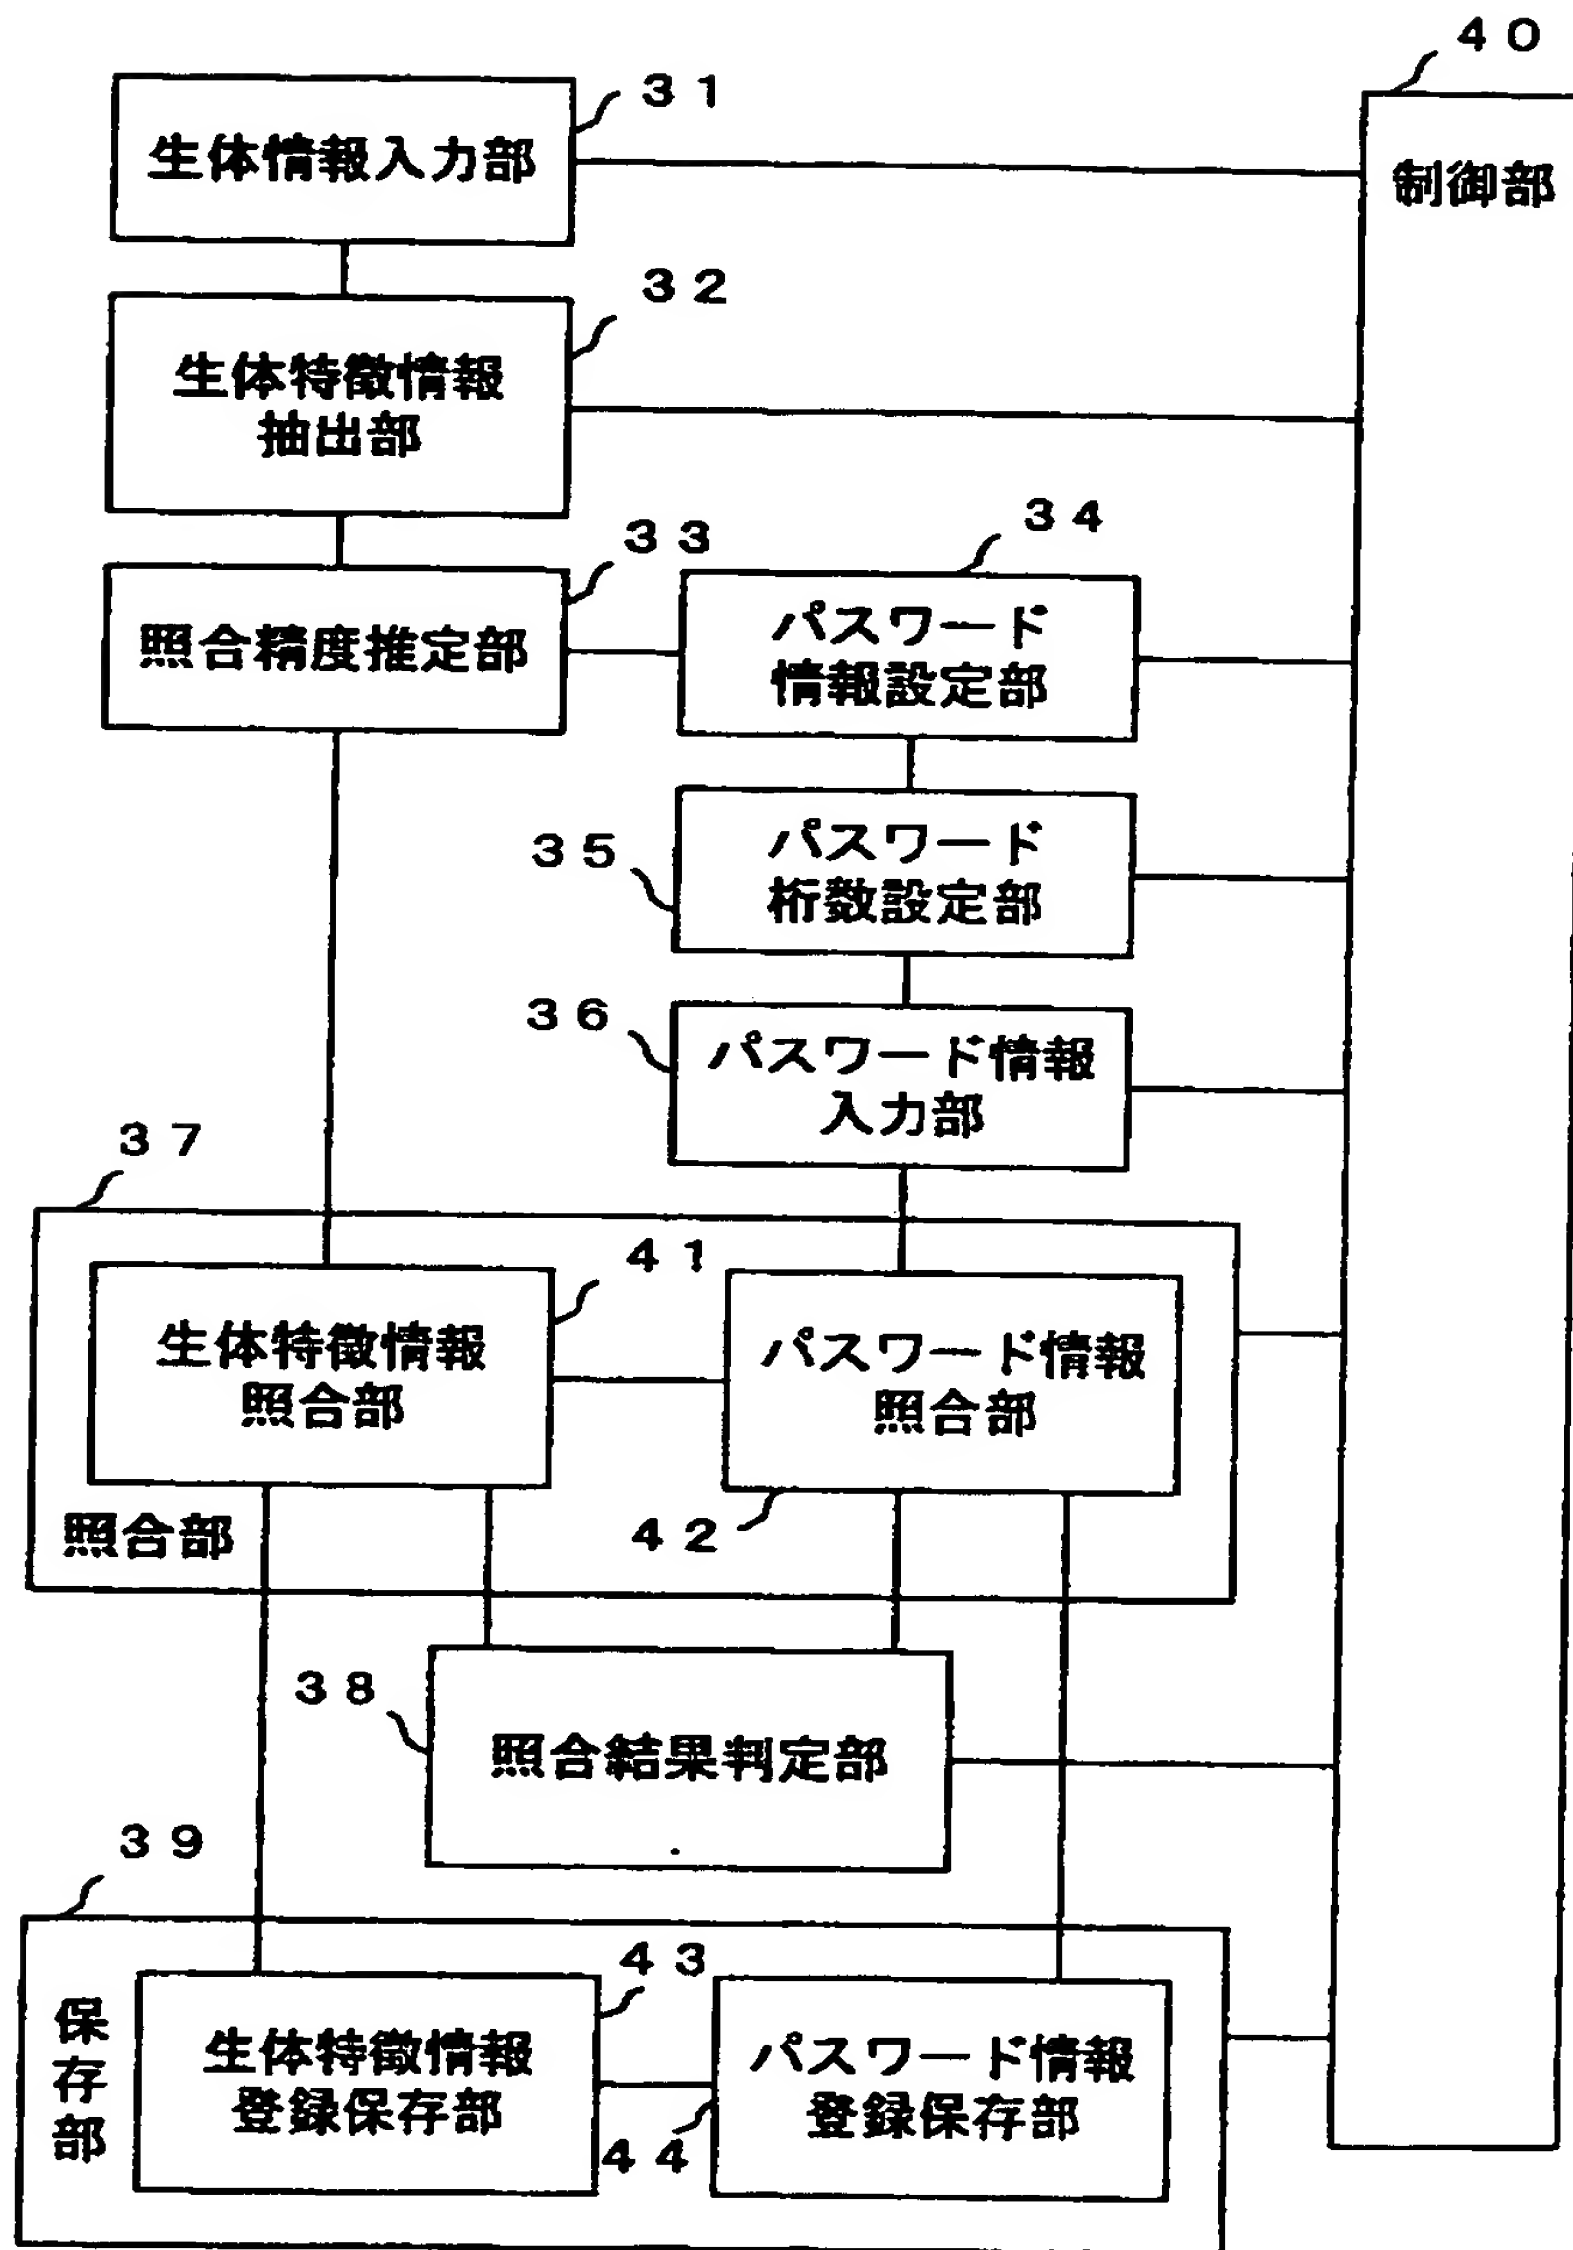 40
31
生体情報入力部
制御部
32
生体特徴情報
抽出部
33
照合精度推定部
34
パスワード
情報設定部
35
パスワード
桁数設定部
36
パスワード情報
入力部
37
41
生体特徴情報
照合部
パスワード情報
照合部
42
照合部
38
照合結果判定部
39
保存部
43
生体特徴情報
登録保存部
44
パスワード情報
登録保存部